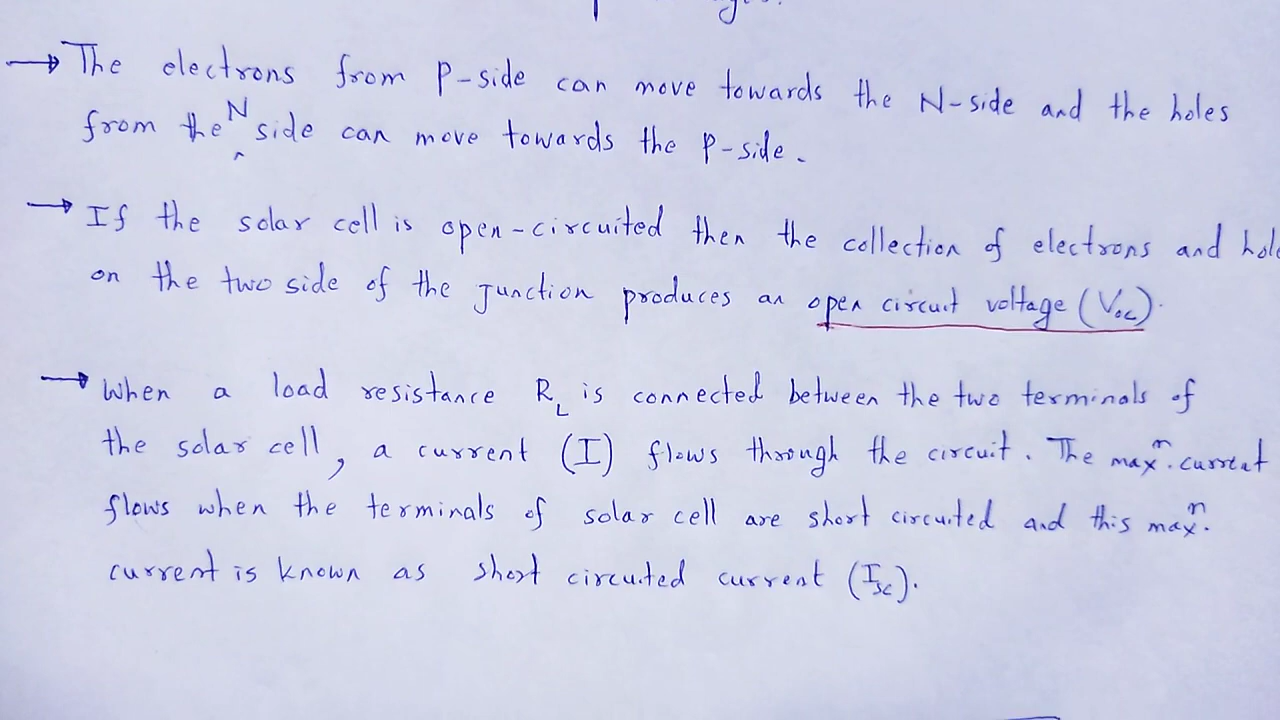 → The electrons from P-side can move towards the N-side and the holes
from the N side can move towards the P-side.
→ If the solar cell is open-circuited then the collection of electrons and hole
on the two side of the junction produces an open circuit voltage (Voc).
→ When a load resistance RL is connected between the two terminals of
the solar cell, a current (I) flows through the circuit. The maxᵐ. current
flows when the terminals of solar cell are short circuited and this maxᵐ.
current is known as short circuited current (Isc).